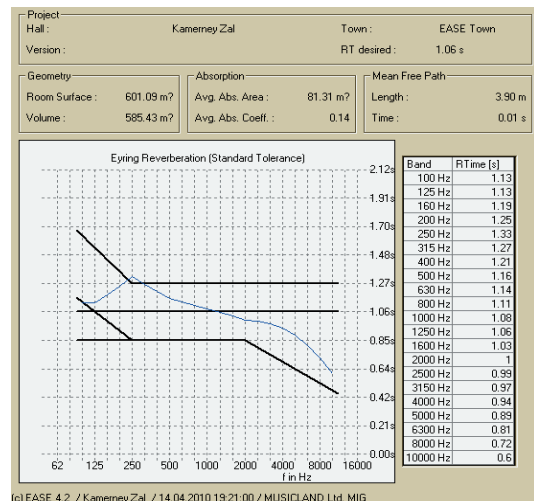 Project
Hall : Kamerney Zal Town : EASE Town
Version : RT desired : 1.06 s
Geometry Absorption Mean Free Path
Room Surface : 601.09 m? Avg. Abs. Area : 81.31 m? Length : 3.90 m
Volume : 585.43 m? Avg. Abs. Coeff. : 0.14 Time : 0.01 s
Eyring Reverberation (Standard Tolerance)
2.12s
1.91s
1.70s
1.48s
1.27s
1.06s
0.85s
0.64s
0.42s
0.21s
0.00s
62 125 250 500 1000 2000 4000 8000 16000
f in Hz
Band RTime [s]
100 Hz 1.13
125 Hz 1.13
160 Hz 1.19
200 Hz 1.25
250 Hz 1.33
315 Hz 1.27
400 Hz 1.21
500 Hz 1.16
630 Hz 1.14
800 Hz 1.11
1000 Hz 1.08
1250 Hz 1.06
1600 Hz 1.03
2000 Hz 1
2500 Hz 0.99
3150 Hz 0.97
4000 Hz 0.94
5000 Hz 0.89
6300 Hz 0.81
8000 Hz 0.72
10000 Hz 0.6
(c) EASE 4.2 / Kamerney Zal / 14.04.2010 19:21:00 / MUSICLAND Ltd. MIG